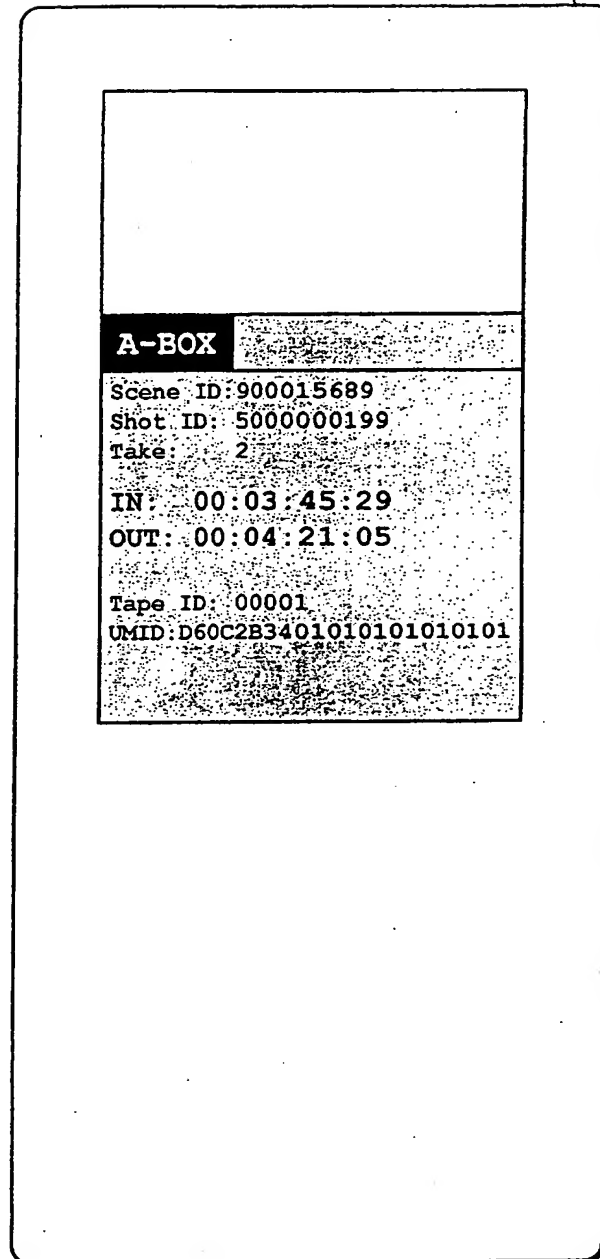 A-BOX
Scene ID:900015689
Shot ID: 5000000199
Take: 2
IN: 00:03:45:29
OUT: 00:04:21:05
Tape ID: 00001
UMID:D60C2B3401010101010101